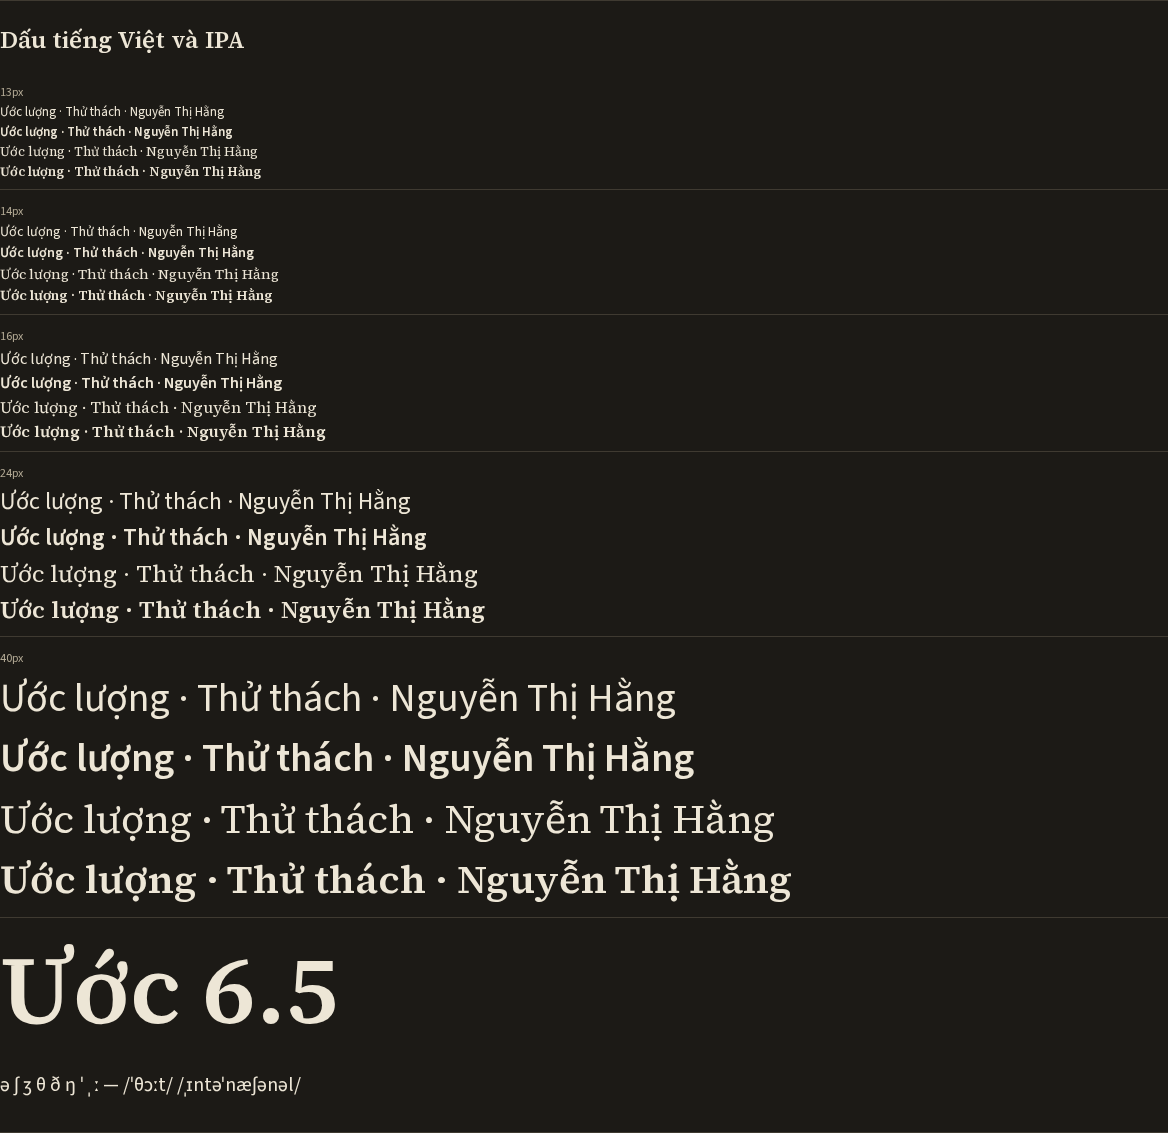 Dấu tiếng Việt và IPA
13px
Ước lượng · Thử thách · Nguyễn Thị Hằng
Ước lượng · Thử thách · Nguyễn Thị Hằng
Ước lượng · Thử thách · Nguyễn Thị Hằng
Ước lượng · Thử thách · Nguyễn Thị Hằng
14px
Ước lượng · Thử thách · Nguyễn Thị Hằng
Ước lượng · Thử thách · Nguyễn Thị Hằng
Ước lượng · Thử thách · Nguyễn Thị Hằng
Ước lượng · Thử thách · Nguyễn Thị Hằng
16px
Ước lượng · Thử thách · Nguyễn Thị Hằng
Ước lượng · Thử thách · Nguyễn Thị Hằng
Ước lượng · Thử thách · Nguyễn Thị Hằng
Ước lượng · Thử thách · Nguyễn Thị Hằng
24px
Ước lượng · Thử thách · Nguyễn Thị Hằng
Ước lượng · Thử thách · Nguyễn Thị Hằng
Ước lượng · Thử thách · Nguyễn Thị Hằng
Ước lượng · Thử thách · Nguyễn Thị Hằng
40px
Ước lượng · Thử thách · Nguyễn Thị Hằng
Ước lượng · Thử thách · Nguyễn Thị Hằng
Ước lượng · Thử thách · Nguyễn Thị Hằng
Ước lượng · Thử thách · Nguyễn Thị Hằng
Ước 6.5
ə ʃ ʒ θ ð ŋ ˈ ˌ ː — /ˈθɔːt/ /ˌɪntəˈnæʃənəl/